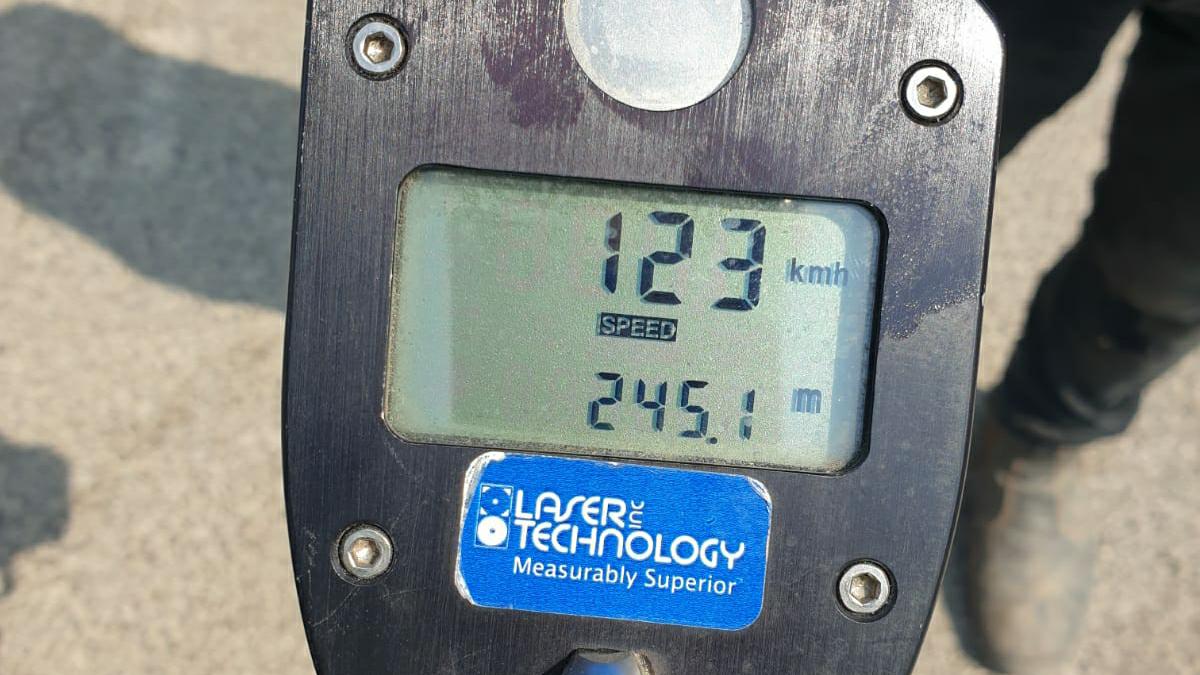 123 kmh
SPEED
245.1 m
LASER INC
TECHNOLOGY
Measurably Superior